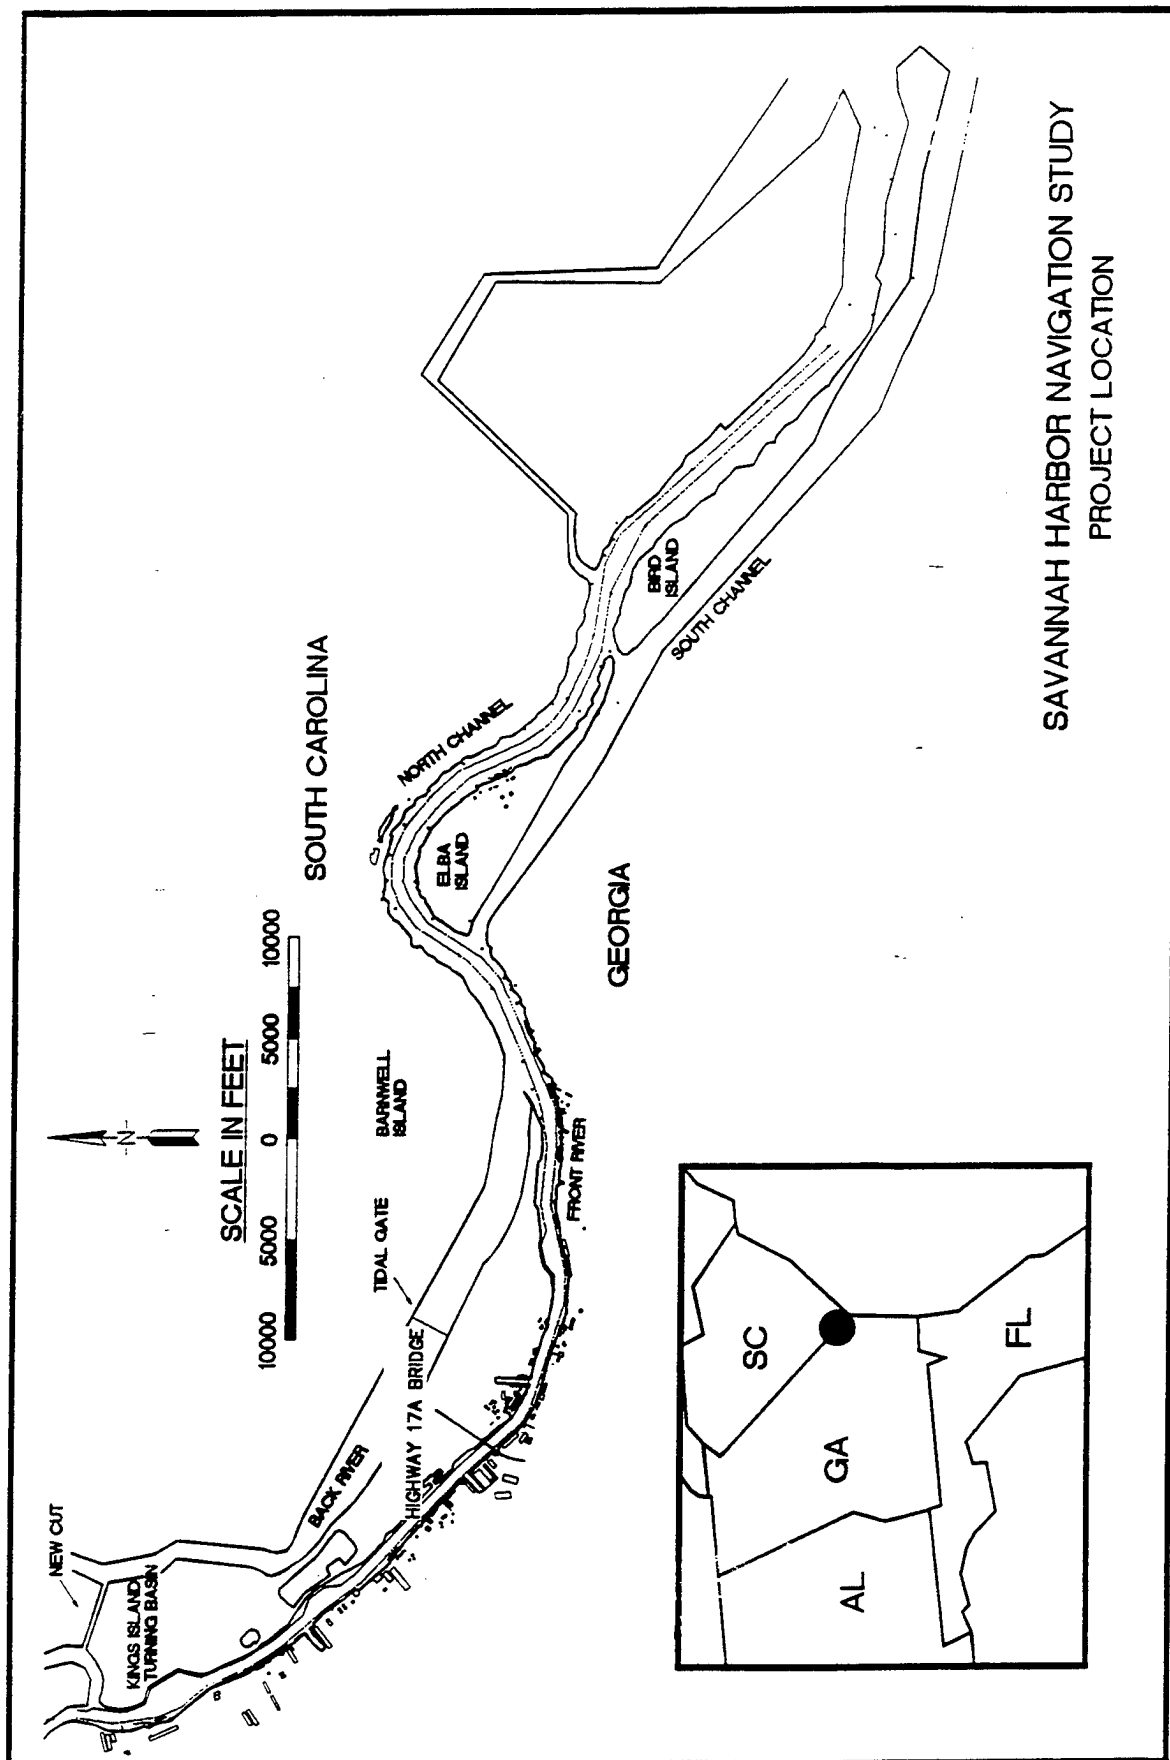 NEW CUT
KINGS ISLAND
TURNING BASIN
BACK RIVER
HIGHWAY 17A BRIDGE
TIDAL GATE
FRONT RIVER
BARNWELL
ISLAND
N
SCALE IN FEET
10000 5000 0 5000 10000
SOUTH CAROLINA
NORTH CHANNEL
ELBA
ISLAND
GEORGIA
BIRD
ISLAND
SOUTH CHANNEL
SC
GA
AL
FL
SAVANNAH HARBOR NAVIGATION STUDY
PROJECT LOCATION